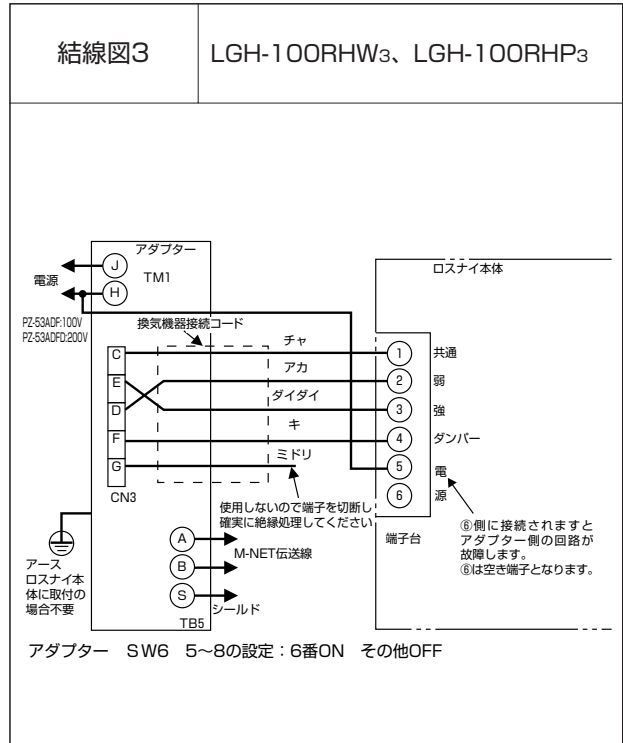 結線図3
LGH-100RHW3、LGH-100RHP3
アダプター
J
TM1
電源
H
PZ-53ADF:100V
PZ-53ADFD:200V
換気機器接続コード
ロスナイ本体
C
チャ
1
共通
E
アカ
2
弱
D
ダイダイ
3
強
F
キ
4
ダンパー
G
ミドリ
5
電
CN3
6
源
使用しないので端子を切断し
確実に絶縁処理してください
端子台
⑥側に接続されますと
アダプター側の回路が
故障します。
⑥は空き端子となります。
アース
ロスナイ本
体に取付の
場合不要
A
M-NET伝送線
B
S
シールド
TB5
アダプター SW6 5〜8の設定:6番ON その他OFF